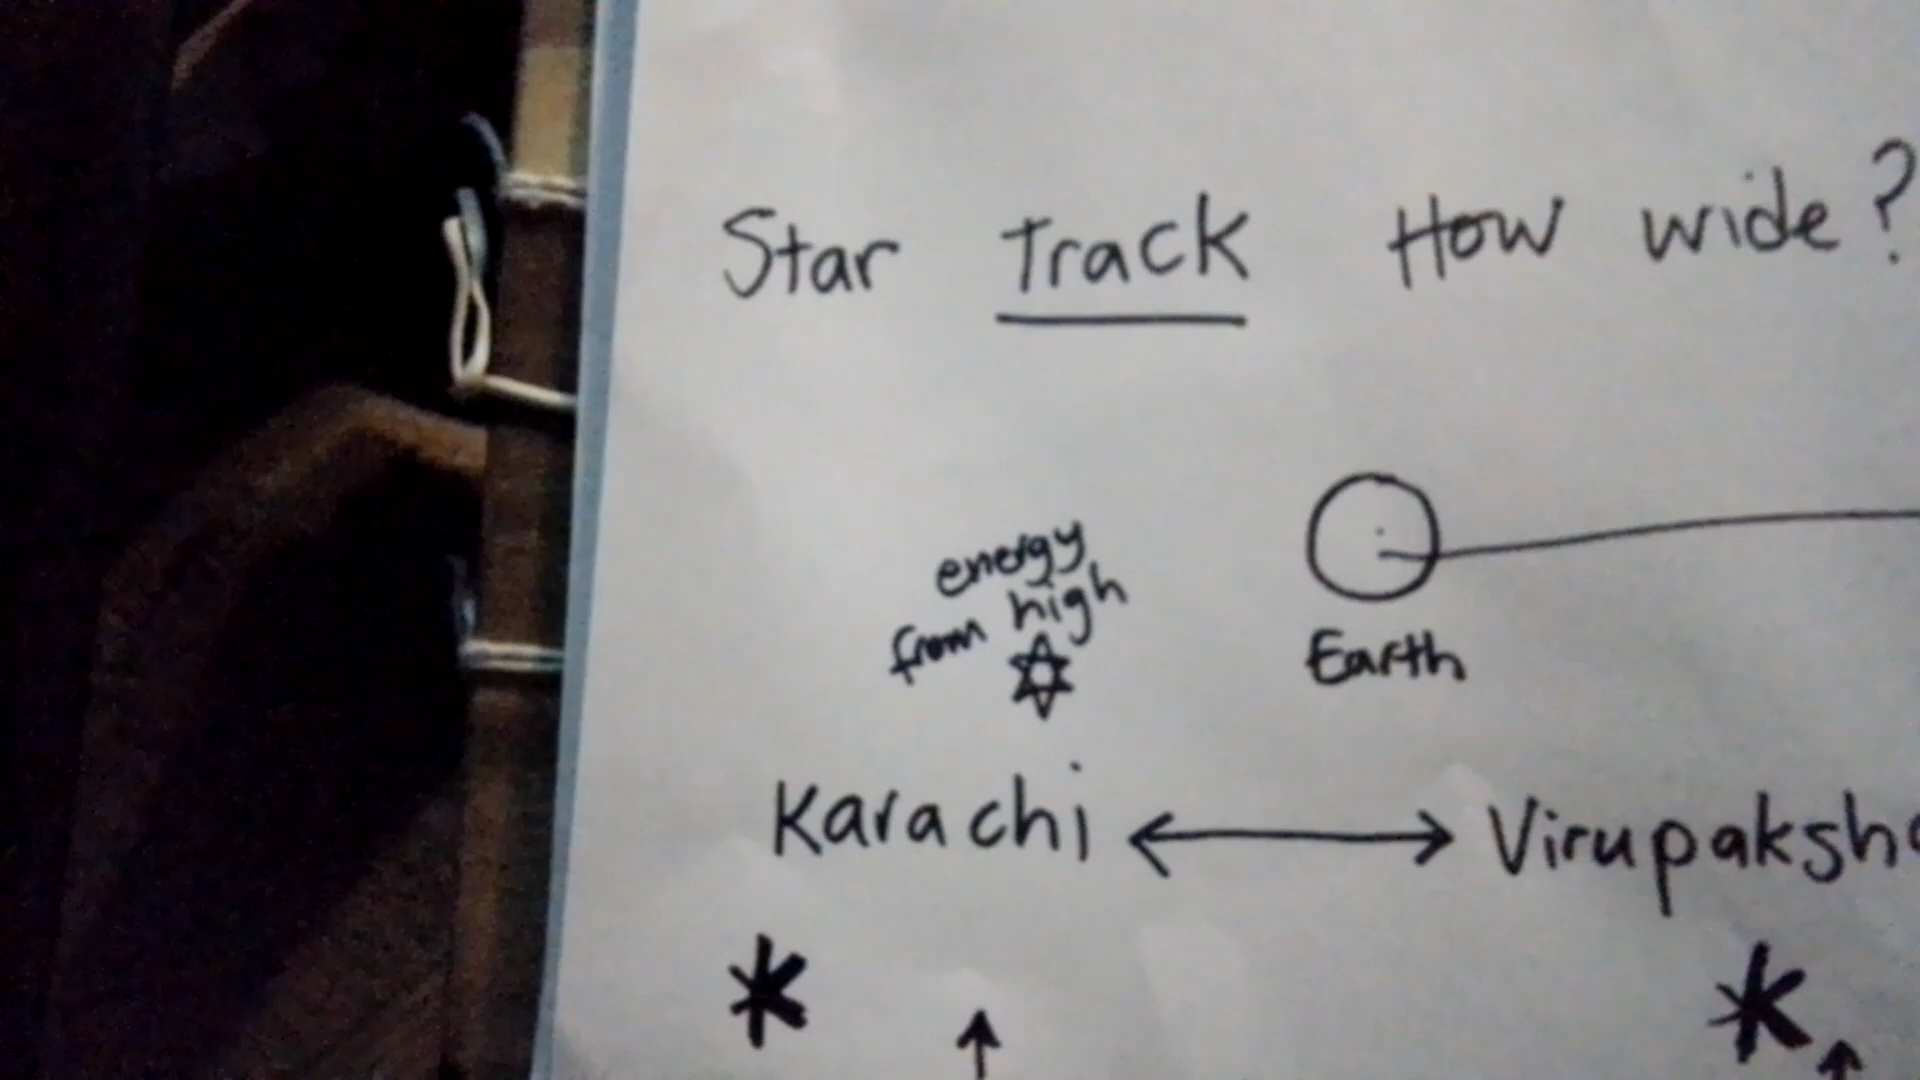 Star Track How wide?
energy
from high
Earth
Karachi ↔ Virupaksh